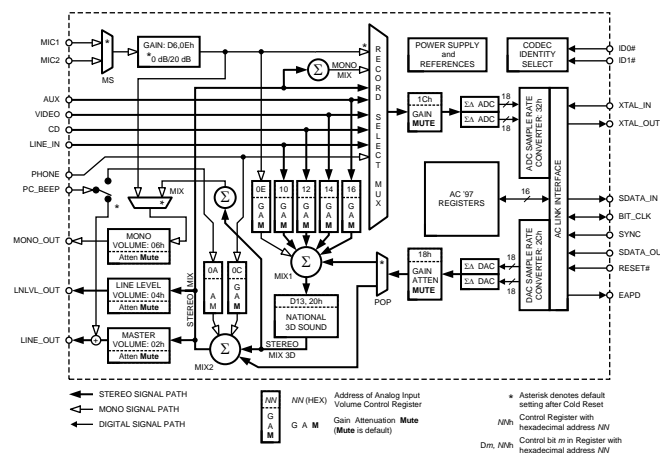 MIC1
MIC2
MS
GAIN: D6,0Eh
* 0 dB/20 dB
*
MONO
MIX
Σ
RECORD SELECT MUX
POWER SUPPLY
and
REFERENCES
CODEC
IDENTITY
SELECT
ID0#
ID1#
AUX
VIDEO
CD
LINE_IN
PHONE
PC_BEEP
1Ch
GAIN
MUTE
18
ΣΔ ADC
ΣΔ ADC
18
ADC SAMPLE RATE
CONVERTER: 32h
AC LINK INTERFACE
XTAL_IN
XTAL_OUT
0E
G
A
M
10
G
A
M
12
G
A
M
14
G
A
M
16
G
A
M
AC '97
REGISTERS
16
SDATA_IN
BIT_CLK
SYNC
SDATA_OU
RESET#
EAPD
*
*
MIX
Σ
MONO_OUT
MONO
VOLUME: 06h
Atten Mute
LNLVL_OUT
LINE LEVEL
VOLUME: 04h
Atten Mute
LINE_OUT
MASTER
VOLUME: 02h
Atten Mute
STEREO MIX
0A
A
M
0C
G
A
M
Σ
MIX1
D13, 20h
NATIONAL
3D SOUND
STEREO
MIX 3D
Σ
MIX2
*
POP
18h
GAIN
ATTEN
MUTE
18
ΣΔ DAC
ΣΔ DAC
18
DAC SAMPLE RATE
CONVERTER: 2Ch
STEREO SIGNAL PATH
MONO SIGNAL PATH
DIGITAL SIGNAL PATH
NN
G
A
M
NN (HEX)
Address of Analog Input
Volume Control Register
G A M
Gain Attenuation Mute
(Mute is default)
*
Asterisk denotes default
setting after Cold Reset
NNh
Control Register with
hexadecimal address NN
Dm, NNh
Control bit m in Register with
hexadecimal address NN